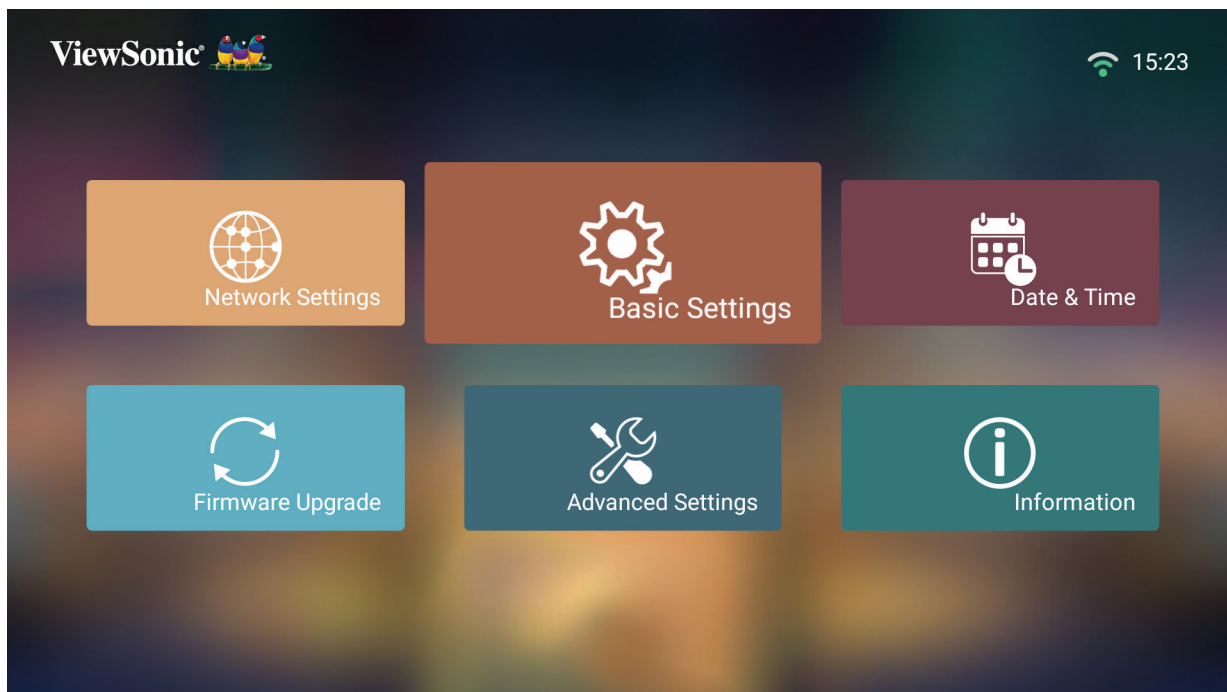 ViewSonic®
15:23
Network Settings
Basic Settings
Date & Time
Firmware Upgrade
Advanced Settings
Information